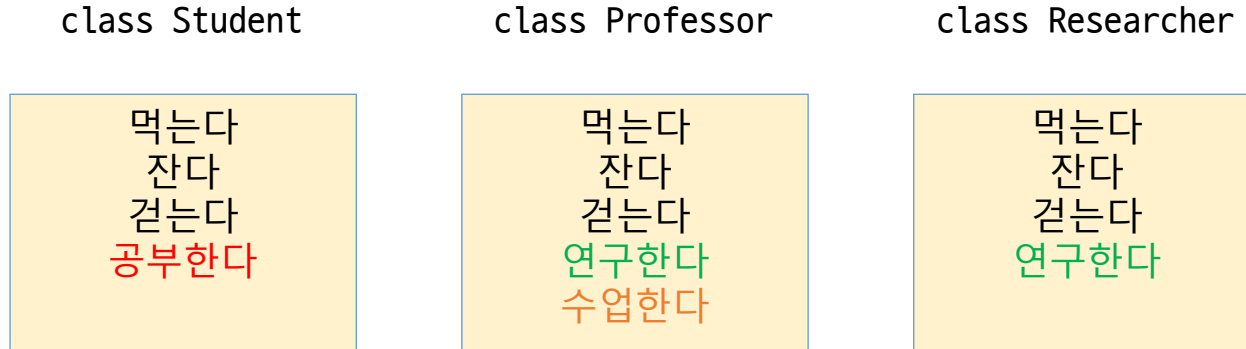 class Student
먹는다
잔다
걷는다
공부한다
class Professor
먹는다
잔다
걷는다
연구한다
수업한다
class Researcher
먹는다
잔다
걷는다
연구한다